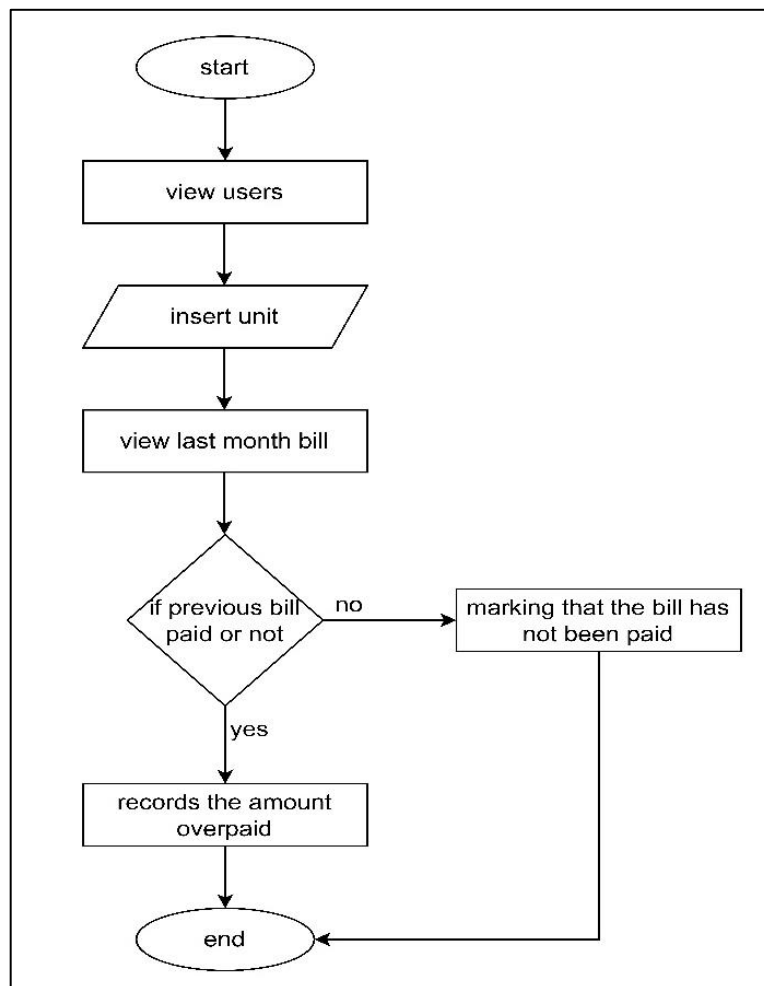 start
view users
insert unit
view last month bill
if previous bill
paid or not
no
marking that the bill has
not been paid
yes
records the amount
overpaid
end